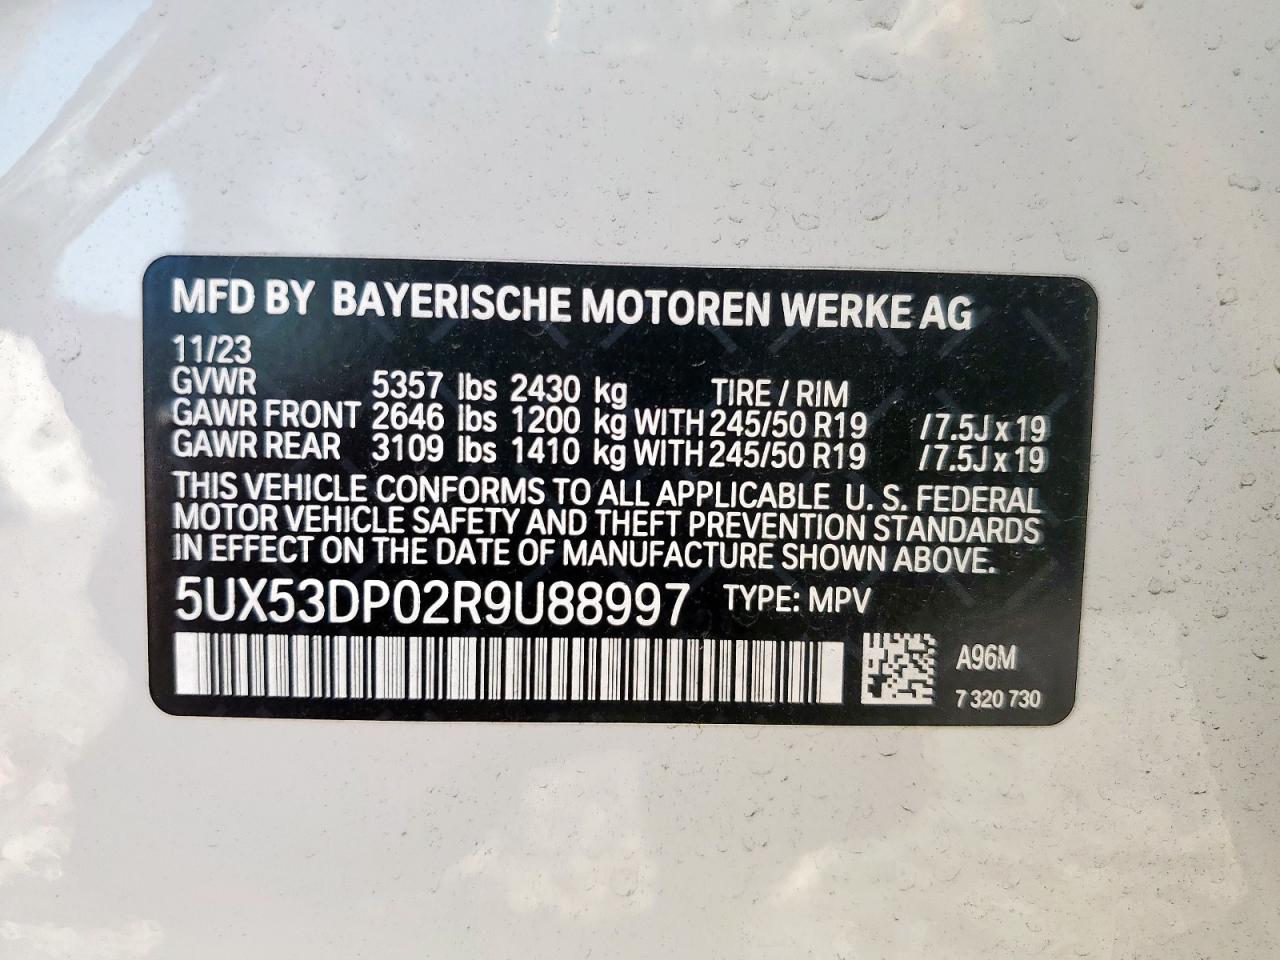 MFD BY BAYERISCHE MOTOREN WERKE AG
11/23
GVWR 5357 lbs 2430 kg TIRE / RIM
GAWR FRONT 2646 lbs 1200 kg WITH 245/50 R19 / 7.5J x 19
GAWR REAR 3109 lbs 1410 kg WITH 245/50 R19 / 7.5J x 19
THIS VEHICLE CONFORMS TO ALL APPLICABLE U. S. FEDERAL
MOTOR VEHICLE SAFETY AND THEFT PREVENTION STANDARDS
IN EFFECT ON THE DATE OF MANUFACTURE SHOWN ABOVE.
5UX53DP02R9U88997 TYPE: MPV
A96M
7 320 730